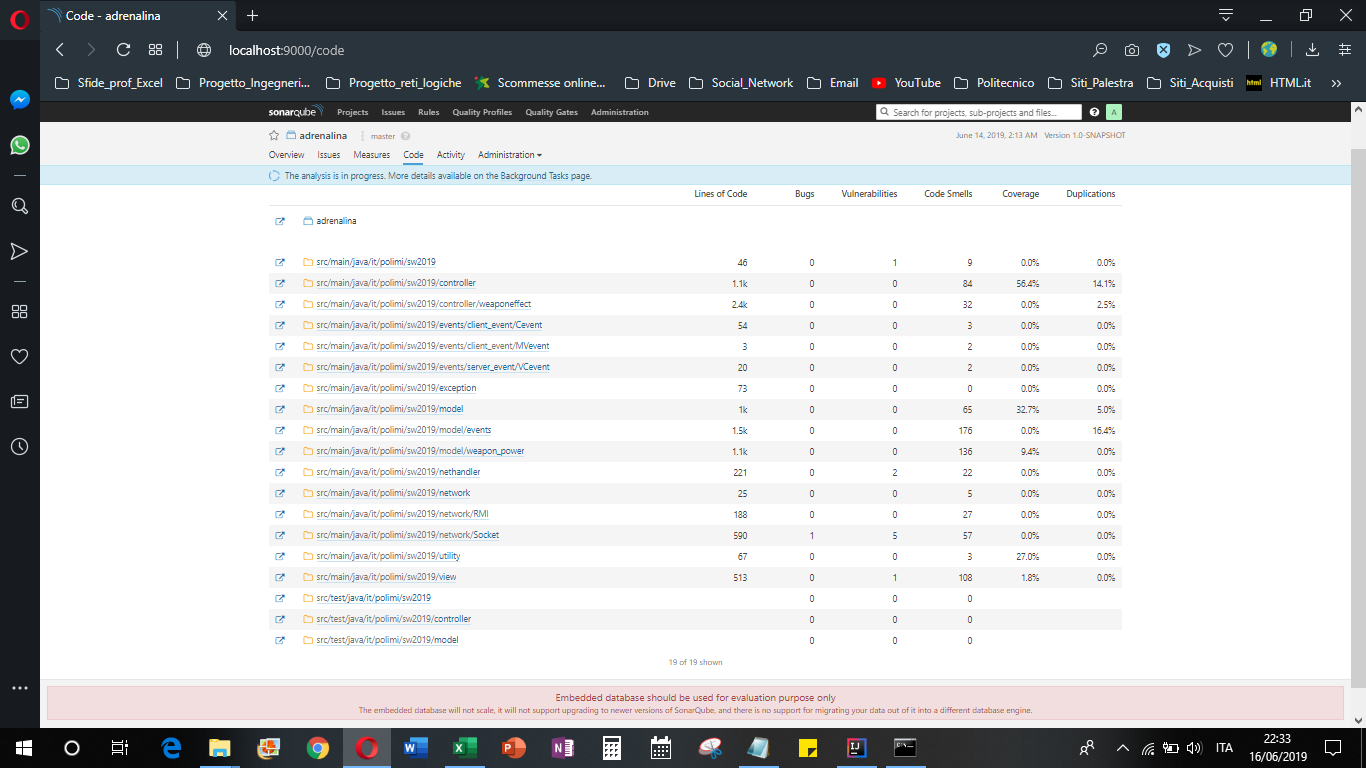 Code - adrenalina
localhost:9000/code
Sfide_prof_Excel Progetto_Ingegneri... Progetto_reti_logiche Scommesse online... Drive Social_Network Email YouTube Politecnico Siti_Palestra Siti_Acquisti html HTML.it
sonarqube Projects Issues Rules Quality Profiles Quality Gates Administration Search for projects, sub-projects and files... A
adrenalina master June 14, 2019, 2:13 AM Version 1.0-SNAPSHOT
Overview Issues Measures Code Activity Administration
The analysis is in progress. More details available on the Background Tasks page.
Lines of Code Bugs Vulnerabilities Code Smells Coverage Duplications
adrenalina
src/main/java/it/polimi/sw2019 46 0 1 9 0.0% 0.0%
src/main/java/it/polimi/sw2019/controller 1.1k 0 0 84 56.4% 14.1%
src/main/java/it/polimi/sw2019/controller/weaponeffect 2.4k 0 0 32 0.0% 2.5%
src/main/java/it/polimi/sw2019/events/client_event/Cevent 54 0 0 3 0.0% 0.0%
src/main/java/it/polimi/sw2019/events/client_event/MVevent 3 0 0 2 0.0% 0.0%
src/main/java/it/polimi/sw2019/events/server_event/VCevent 20 0 0 2 0.0% 0.0%
src/main/java/it/polimi/sw2019/exception 73 0 0 0 0.0% 0.0%
src/main/java/it/polimi/sw2019/model 1k 0 0 65 32.7% 5.0%
src/main/java/it/polimi/sw2019/model/events 1.5k 0 0 176 0.0% 16.4%
src/main/java/it/polimi/sw2019/model/weapon_power 1.1k 0 0 136 9.4% 0.0%
src/main/java/it/polimi/sw2019/nethandler 221 0 2 22 0.0% 0.0%
src/main/java/it/polimi/sw2019/network 25 0 0 5 0.0% 0.0%
src/main/java/it/polimi/sw2019/network/RMI 188 0 0 27 0.0% 0.0%
src/main/java/it/polimi/sw2019/network/Socket 590 1 5 57 0.0% 0.0%
src/main/java/it/polimi/sw2019/utility 67 0 0 3 27.0% 0.0%
src/main/java/it/polimi/sw2019/view 513 0 1 108 1.8% 0.0%
src/test/java/it/polimi/sw2019 0 0 0
src/test/java/it/polimi/sw2019/controller 0 0 0
src/test/java/it/polimi/sw2019/model 0 0 0
19 of 19 shown
Embedded database should be used for evaluation purpose only
The embedded database will not scale, it will not support upgrading to newer versions of SonarQube, and there is no support for migrating your data out of it into a different database engine.
ITA 22:33
16/06/2019